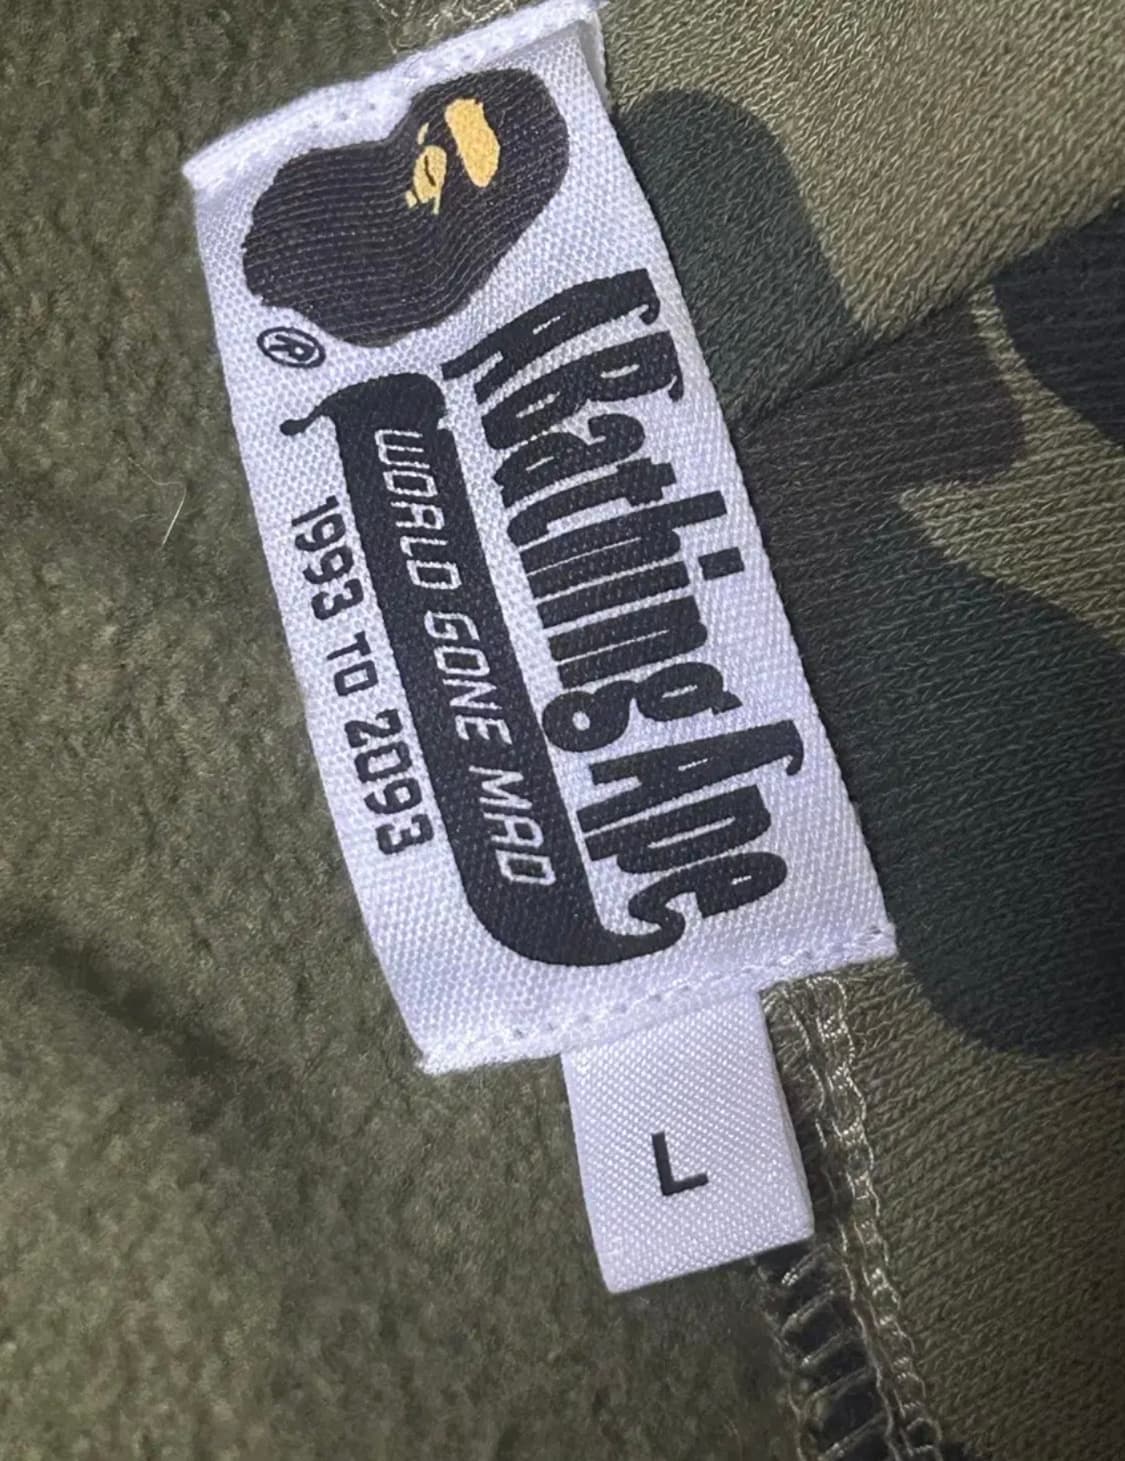 ®
A Bathing Ape
WORLD GONE MAD
1993 TO 2093
L